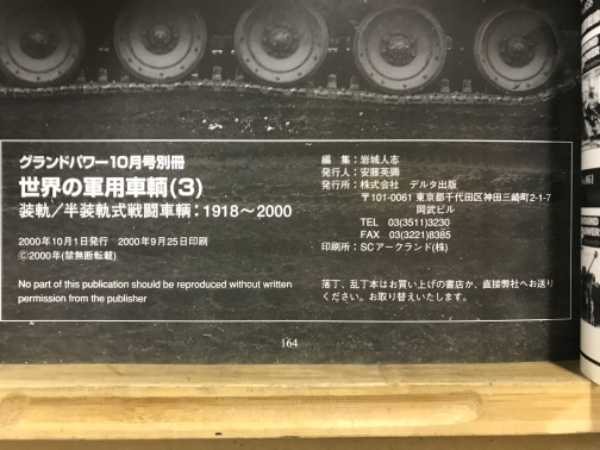 グランドパワー10月号別冊
世界の軍用車輌(3)
装軌/半装軌式戦闘車輌:1918〜2000
2000年10月1日発行 2000年9月25日印刷
©2000年(禁無断転載)
No part of this publication should be reproduced without written
permission from the publisher
編 集:岩城人志
発行人:安藤英彌
発行所:株式会社 デルタ出版
〒101-0061 東京都千代田区神田三崎町2-1-7
岡武ビル
TEL 03(3511)3230
FAX 03(3221)8385
印刷所:SCアークランド(株)
落丁、乱丁本はお買い上げの書店か、直接弊社へお送り
ください。お取り替えいたします。
164